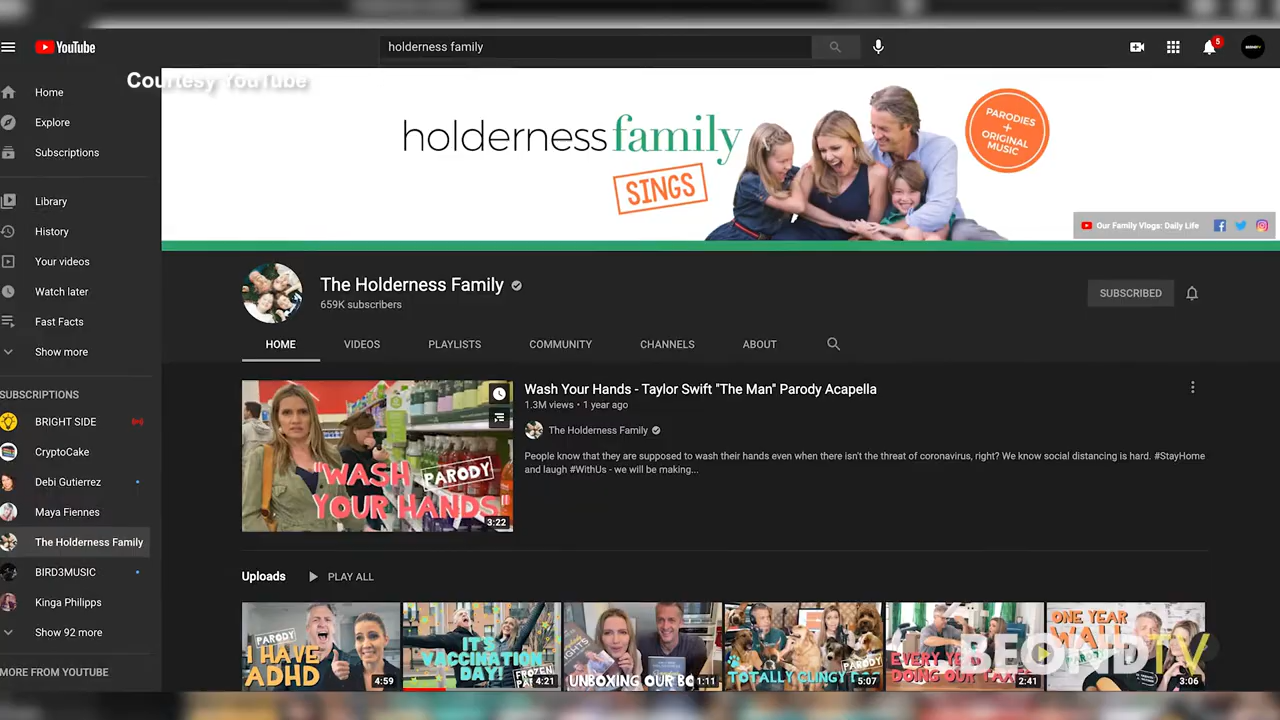 YouTube
holderness family
5
Courtesy YouTube
Home
Explore
Subscriptions
Library
History
Your videos
Watch later
Fast Facts
Show more
SUBSCRIPTIONS
BRIGHT SIDE
CryptoCake
Debi Gutierrez
Maya Fiennes
The Holderness Family
BIRD3MUSIC
Kinga Philipps
Show 92 more
MORE FROM YOUTUBE
holdernessfamily
SINGS
PARODIES
+
ORIGINAL
MUSIC
Our Family Vlogs: Daily Life
The Holderness Family
659K subscribers
SUBSCRIBED
HOME VIDEOS PLAYLISTS COMMUNITY CHANNELS ABOUT
"WASH PARODY
YOUR HANDS"
3:22
Wash Your Hands - Taylor Swift "The Man" Parody Acapella
1.3M views • 1 year ago
The Holderness Family
People know that they are supposed to wash their hands even when there isn't the threat of coronavirus, right? We know social distancing is hard. #StayHome
and laugh #WithUs - we will be making...
Uploads PLAY ALL
PARODY
I HAVE
ADHD
4:59
IT'S
VACCINATION
DAY!
FROZEN
4:21
UNBOXING OUR
1:11
PARODY
TOTALLY CLINGY
5:07
DOING OUR
2:41
ONE YEAR
3:06
BEONDTV